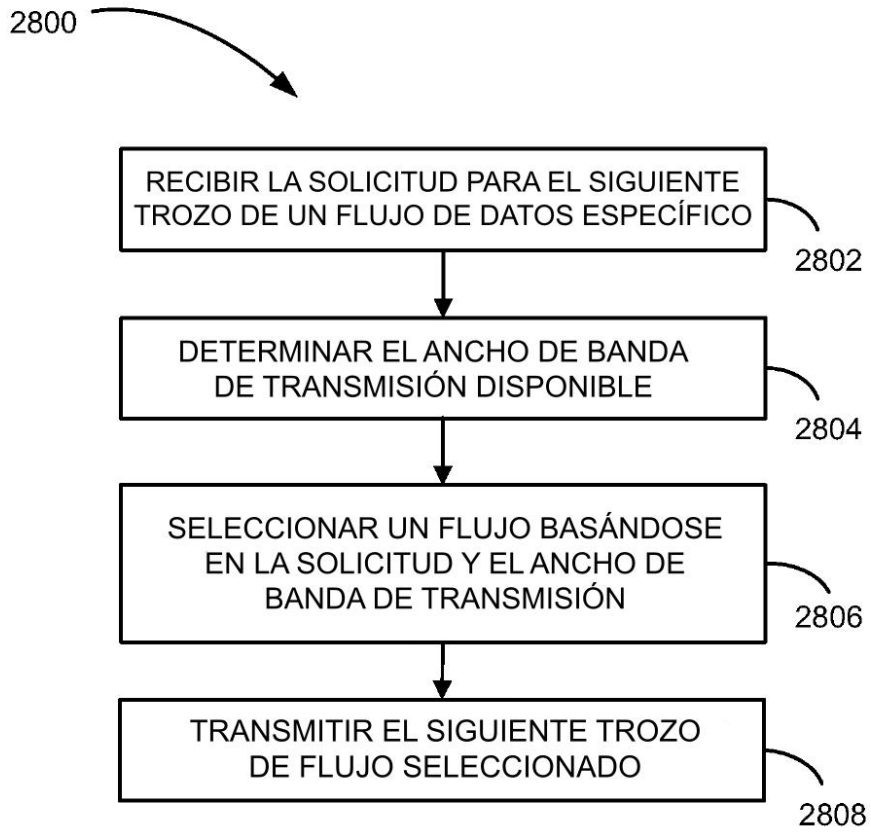 2800
RECIBIR LA SOLICITUD PARA EL SIGUIENTE
TROZO DE UN FLUJO DE DATOS ESPECÍFICO
2802
DETERMINAR EL ANCHO DE BANDA
DE TRANSMISIÓN DISPONIBLE
2804
SELECCIONAR UN FLUJO BASÁNDOSE
EN LA SOLICITUD Y EL ANCHO DE
BANDA DE TRANSMISIÓN
2806
TRANSMITIR EL SIGUIENTE TROZO
DE FLUJO SELECCIONADO
2808